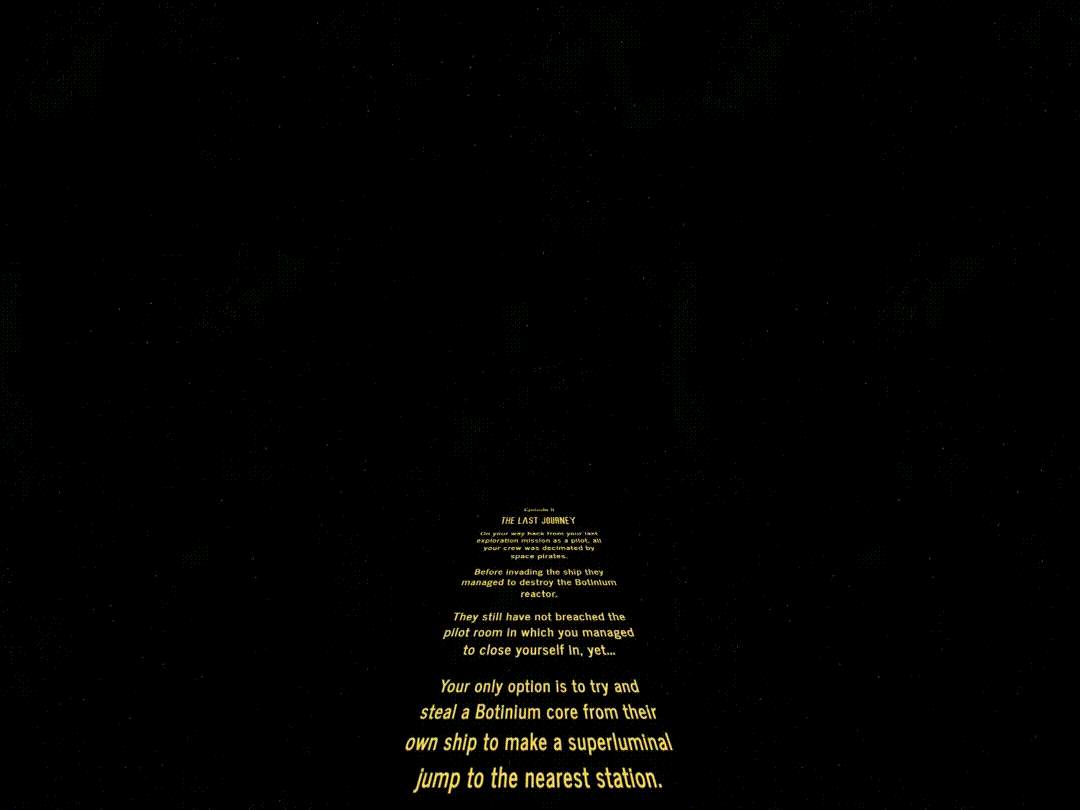 THE LAST JOURNEY
On your way back from your last
exploration mission as a pilot, all
your crew was decimated by
space pirates.
Before invading the ship they
managed to destroy the Botinium
reactor.
They still have not breached the
pilot room in which you managed
to close yourself in, yet...
Your only option is to try and
steal a Botinium core from their
own ship to make a superluminal
jump to the nearest station.